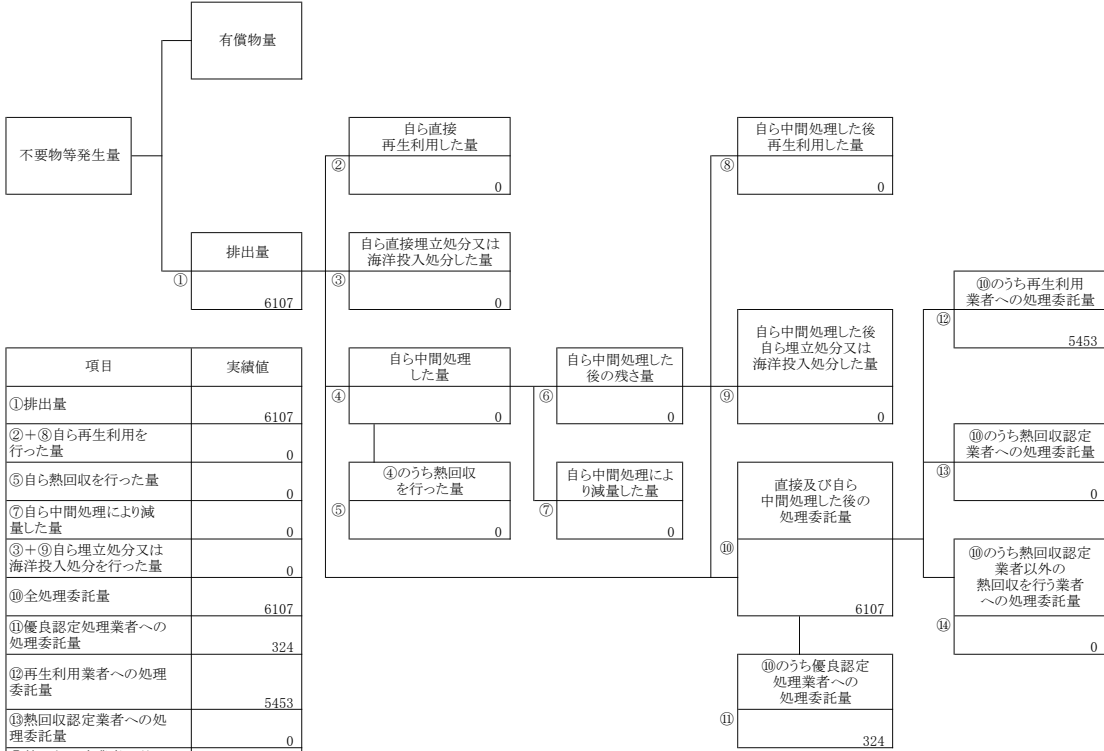 有償物量
不要物等発生量
自ら直接
再生利用した量
②
0
自ら中間処理した後
再生利用した量
⑧
0
排出量
①
6107
自ら直接埋立処分又は
海洋投入処分した量
③
0
自ら中間処理
した量
④
0
自ら中間処理した
後の残さ量
⑥
0
自ら中間処理した後
自ら埋立処分又は
海洋投入処分した量
⑨
0
⑩のうち再生利用
業者への処理委託量
⑫
5453
④のうち熱回収
を行った量
⑤
0
自ら中間処理によ
り減量した量
⑦
0
直接及び自ら
中間処理した後の
処理委託量
⑩
6107
⑩のうち熱回収認定
業者への処理委託量
⑬
0
⑩のうち熱回収認定
業者以外の
熱回収を行う業者
への処理委託量
⑭
0
⑩のうち優良認定
処理業者への
処理委託量
⑪
324
項目 実績値
①排出量 6107
②+⑧自ら再生利用を
行った量 0
⑤自ら熱回収を行った量 0
⑦自ら中間処理により減
量した量 0
③+⑨自ら埋立処分又は
海洋投入処分を行った量 0
⑩全処理委託量 6107
⑪優良認定処理業者への
処理委託量 324
⑫再生利用業者への処理
委託量 5453
⑬熱回収認定業者への処
理委託量 0